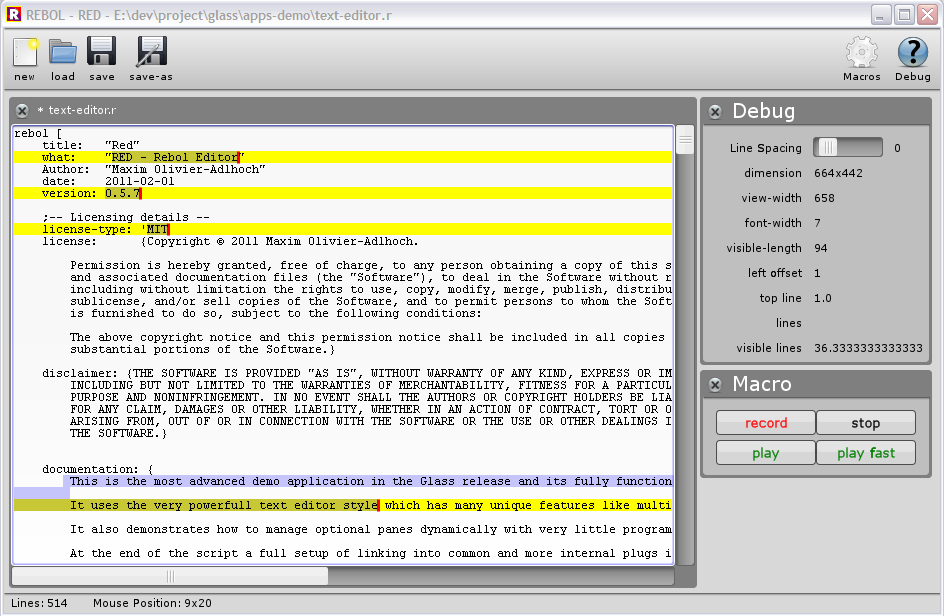 REBOL - RED - E:\dev\project\glass\apps-demo\text-editor.r
new load save save-as Macros Debug
* text-editor.r
rebol [
title: "Red"
what: "RED - Rebol Editor"
Author: "Maxim Olivier-Adlhoch"
date: 2011-02-01
version: 0.5.7
;-- Licensing details --
license-type: 'MIT
license: {Copyright © 2011 Maxim Olivier-Adlhoch.
Permission is hereby granted, free of charge, to any person obtaining a copy of this s
and associated documentation files (the "Software"), to deal in the Software without r
including without limitation the rights to use, copy, modify, merge, publish, distribu
sublicense, and/or sell copies of the Software, and to permit persons to whom the Soft
is furnished to do so, subject to the following conditions:
The above copyright notice and this permission notice shall be included in all copies
substantial portions of the Software.}
disclaimer: {THE SOFTWARE IS PROVIDED "AS IS", WITHOUT WARRANTY OF ANY KIND, EXPRESS OR IM
INCLUDING BUT NOT LIMITED TO THE WARRANTIES OF MERCHANTABILITY, FITNESS FOR A PARTICUL
PURPOSE AND NONINFRINGEMENT. IN NO EVENT SHALL THE AUTHORS OR COPYRIGHT HOLDERS BE LIA
FOR ANY CLAIM, DAMAGES OR OTHER LIABILITY, WHETHER IN AN ACTION OF CONTRACT, TORT OR O
ARISING FROM, OUT OF OR IN CONNECTION WITH THE SOFTWARE OR THE USE OR OTHER DEALINGS I
THE SOFTWARE.}
documentation: {
This is the most advanced demo application in the Glass release and its fully function
It uses the very powerfull text editor style which has many unique features like multi
It also demonstrates how to manage optional panes dynamically with very little program
At the end of the script a full setup of linking into common and more internal plugs i
Debug
Line Spacing 0
dimension 664x442
view-width 658
font-width 7
visible-length 94
left offset 1
top line 1.0
lines
visible lines 36.3333333333333
Macro
record stop
play play fast
Lines: 514 Mouse Position: 9x20